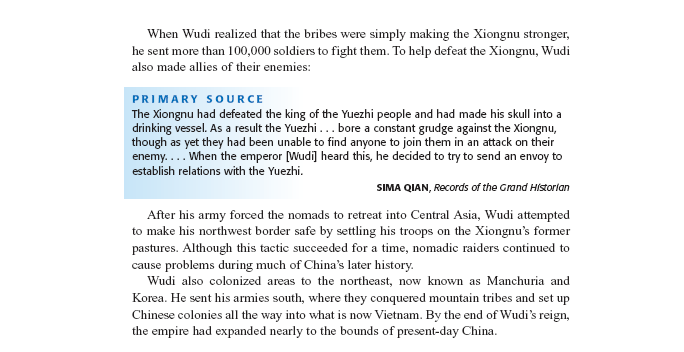 When Wudi realized that the bribes were simply making the Xiongnu stronger,
he sent more than 100,000 soldiers to fight them. To help defeat the Xiongnu, Wudi
also made allies of their enemies:
PRIMARY SOURCE
The Xiongnu had defeated the king of the Yuezhi people and had made his skull into a
drinking vessel. As a result the Yuezhi . . . bore a constant grudge against the Xiongnu,
though as yet they had been unable to find anyone to join them in an attack on their
enemy. . . . When the emperor [Wudi] heard this, he decided to try to send an envoy to
establish relations with the Yuezhi.
SIMA QIAN, Records of the Grand Historian
After his army forced the nomads to retreat into Central Asia, Wudi attempted
to make his northwest border safe by settling his troops on the Xiongnu's former
pastures. Although this tactic succeeded for a time, nomadic raiders continued to
cause problems during much of China's later history.
Wudi also colonized areas to the northeast, now known as Manchuria and
Korea. He sent his armies south, where they conquered mountain tribes and set up
Chinese colonies all the way into what is now Vietnam. By the end of Wudi's reign,
the empire had expanded nearly to the bounds of present-day China.